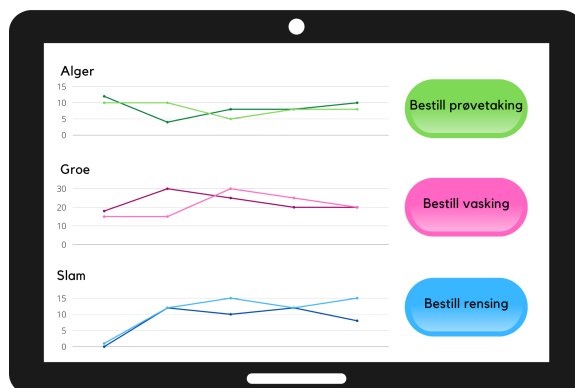 Alger
15
10
5
0
Bestill prøvetaking
Groe
30
20
10
0
Bestill vasking
Slam
15
10
5
0
Bestill rensing